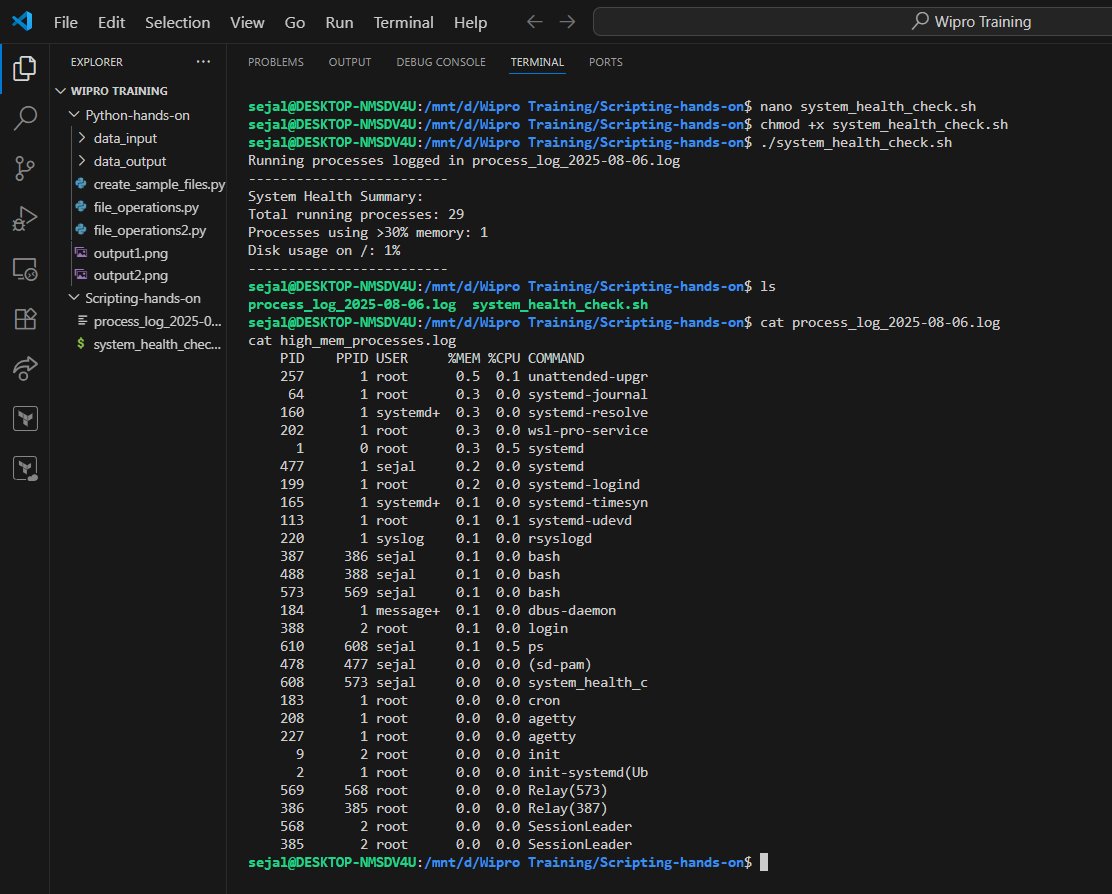 File Edit Selection View Go Run Terminal Help
Wipro Training
EXPLORER
WIPRO TRAINING
Python-hands-on
data_input
data_output
create_sample_files.py
file_operations.py
file_operations2.py
output1.png
output2.png
Scripting-hands-on
process_log_2025-0...
$ system_health_chec...
PROBLEMS OUTPUT DEBUG CONSOLE TERMINAL PORTS
sejal@DESKTOP-NMSDV4U:/mnt/d/Wipro Training/Scripting-hands-on$ nano system_health_check.sh
sejal@DESKTOP-NMSDV4U:/mnt/d/Wipro Training/Scripting-hands-on$ chmod +x system_health_check.sh
sejal@DESKTOP-NMSDV4U:/mnt/d/Wipro Training/Scripting-hands-on$ ./system_health_check.sh
Running processes logged in process_log_2025-08-06.log
-------------------------
System Health Summary:
Total running processes: 29
Processes using >30% memory: 1
Disk usage on /: 1%
-------------------------
sejal@DESKTOP-NMSDV4U:/mnt/d/Wipro Training/Scripting-hands-on$ ls
process_log_2025-08-06.log system_health_check.sh
sejal@DESKTOP-NMSDV4U:/mnt/d/Wipro Training/Scripting-hands-on$ cat process_log_2025-08-06.log
cat high_mem_processes.log
PID PPID USER %MEM %CPU COMMAND
257 1 root 0.5 0.1 unattended-upgr
64 1 root 0.3 0.0 systemd-journal
160 1 systemd+ 0.3 0.0 systemd-resolve
202 1 root 0.3 0.0 wsl-pro-service
1 0 root 0.3 0.5 systemd
477 1 sejal 0.2 0.0 systemd
199 1 root 0.2 0.0 systemd-logind
165 1 systemd+ 0.1 0.0 systemd-timesyn
113 1 root 0.1 0.1 systemd-udevd
220 1 syslog 0.1 0.0 rsyslogd
387 386 sejal 0.1 0.0 bash
488 388 sejal 0.1 0.0 bash
573 569 sejal 0.1 0.0 bash
184 1 message+ 0.1 0.0 dbus-daemon
388 2 root 0.1 0.0 login
610 608 sejal 0.1 0.5 ps
478 477 sejal 0.0 0.0 (sd-pam)
608 573 sejal 0.0 0.0 system_health_c
183 1 root 0.0 0.0 cron
208 1 root 0.0 0.0 agetty
227 1 root 0.0 0.0 agetty
9 2 root 0.0 0.0 init
2 1 root 0.0 0.0 init-systemd(Ub
569 568 root 0.0 0.0 Relay(573)
386 385 root 0.0 0.0 Relay(387)
568 2 root 0.0 0.0 SessionLeader
385 2 root 0.0 0.0 SessionLeader
sejal@DESKTOP-NMSDV4U:/mnt/d/Wipro Training/Scripting-hands-on$